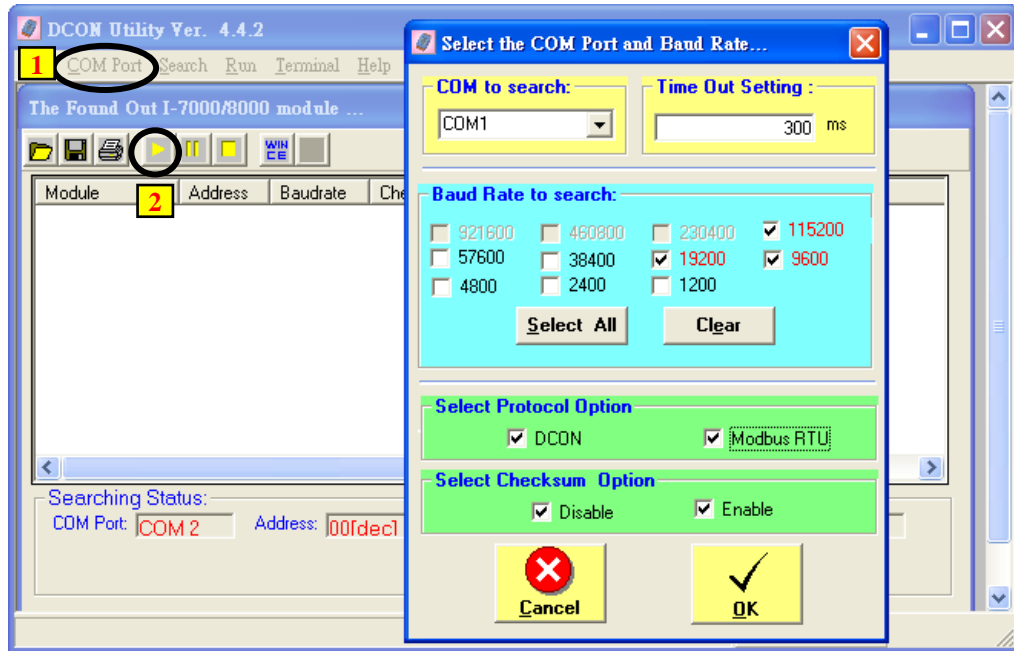 DCON Utility Ver. 4.4.2
1
COM Port Search Run Terminal Help
The Found Out I-7000/8000 module ...
WIN CE
2
Module Address Baudrate Che
Searching Status:
COM Port: COM 2 Address: 00[dec]
Select the COM Port and Baud Rate...
COM to search:
COM1
Time Out Setting :
300 ms
Baud Rate to search:
921600 460800 230400 115200
57600 38400 19200 9600
4800 2400 1200
Select All Clear
Select Protocol Option
DCON Modbus RTU
Select Checksum Option
Disable Enable
Cancel OK